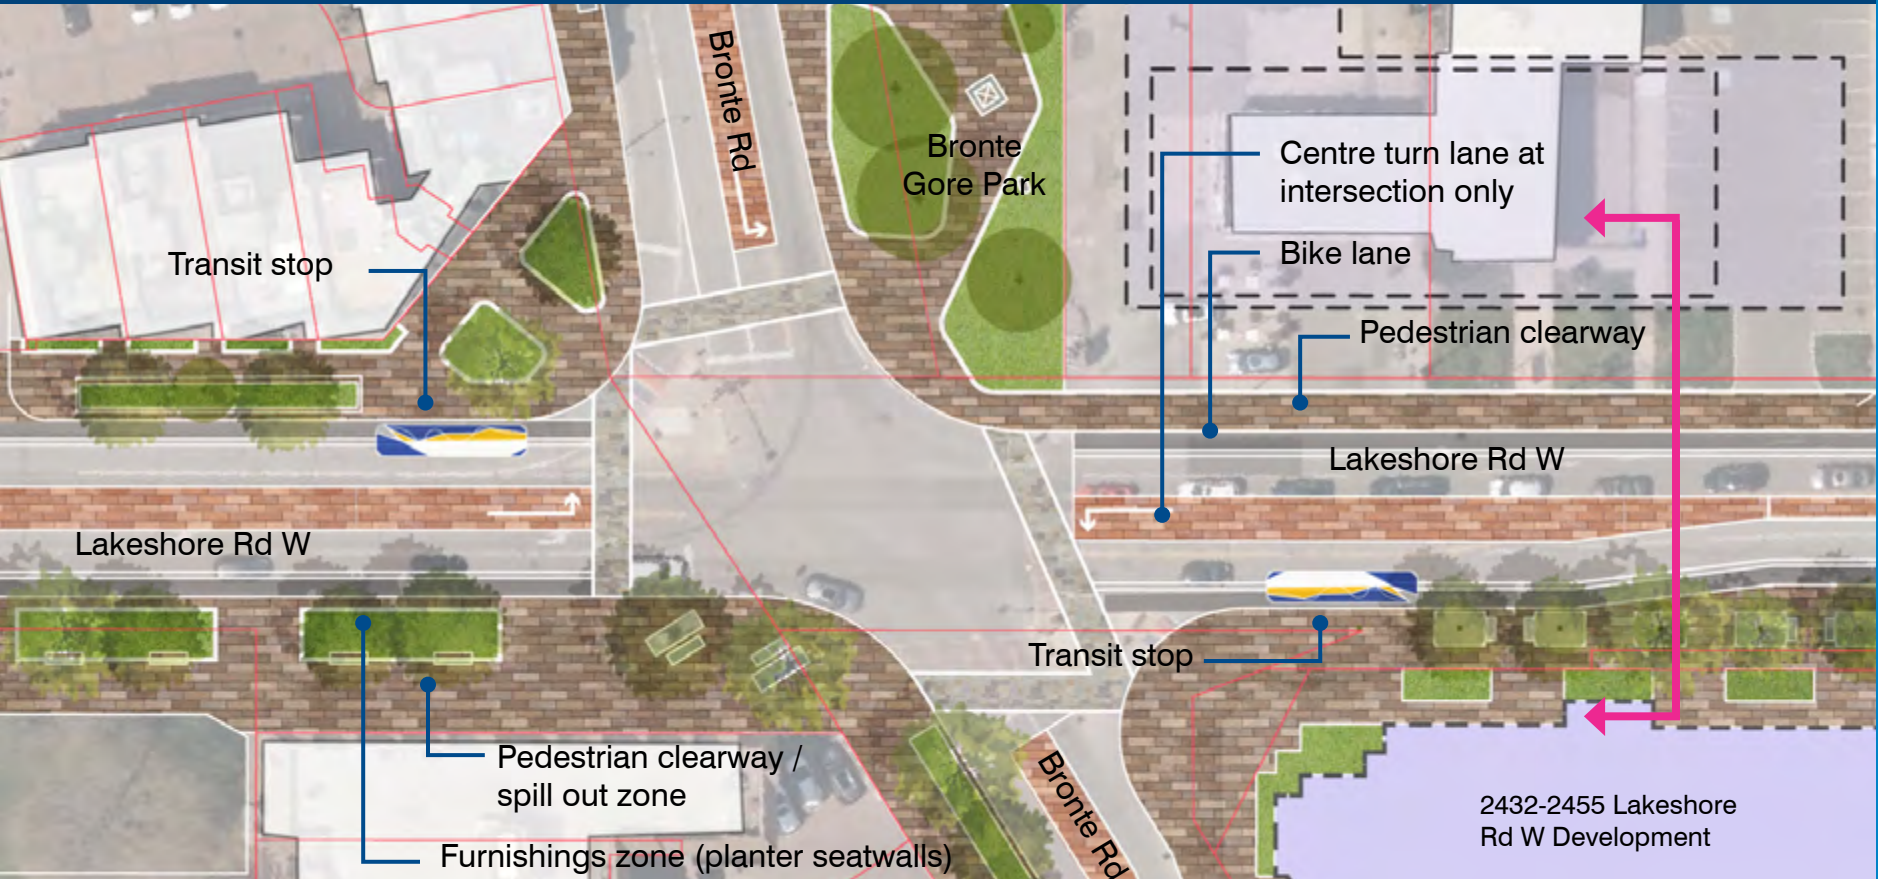 Bronte Rd
Bronte
Gore Park
Centre turn lane at
intersection only
Bike lane
Pedestrian clearway
Transit stop
Lakeshore Rd W
Lakeshore Rd W
Transit stop
Pedestrian clearway /
spill out zone
Furnishings zone (planter seatwalls)
Bronte Rd
2432-2455 Lakeshore
Rd W Development